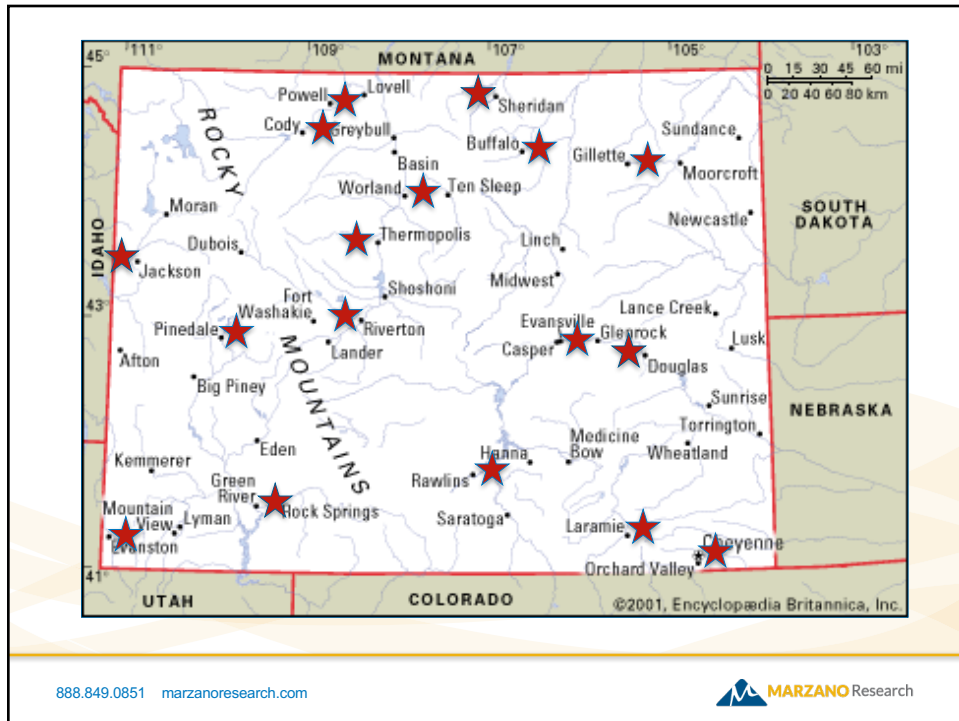 45° 111° 109° 107° 105° 103°
MONTANA
0 15 30 45 60 mi
0 20 40 60 80 km
Powell Lovell
Sheridan
Cody Greybull
Buffalo
Sundance
Basin
Gillette
Moorcroft
ROCKY
MOUNTAINS
Worland Ten Sleep
Moran
Newcastle
SOUTH
DAKOTA
IDAHO
Dubois
Thermopolis
Linch
Jackson
Midwest
Shoshoni
43°
Fort
Washakie
Lance Creek
Pinedale
Riverton
Evansville
Glenrock
Casper
Lusk
Lander
Douglas
Afton
Big Piney
Sunrise
NEBRASKA
Torrington
Eden
Medicine
Bow
Wheatland
Hanna
Kemmerer
Rawlins
Green
River
Rock Springs
Mountain
View
Lyman
Saratoga
Laramie
Evanston
Cheyenne
Orchard Valley
41°
UTAH
COLORADO
©2001, Encyclopædia Britannica, Inc.
888.849.0851 marzanoresearch.com
MARZANO Research